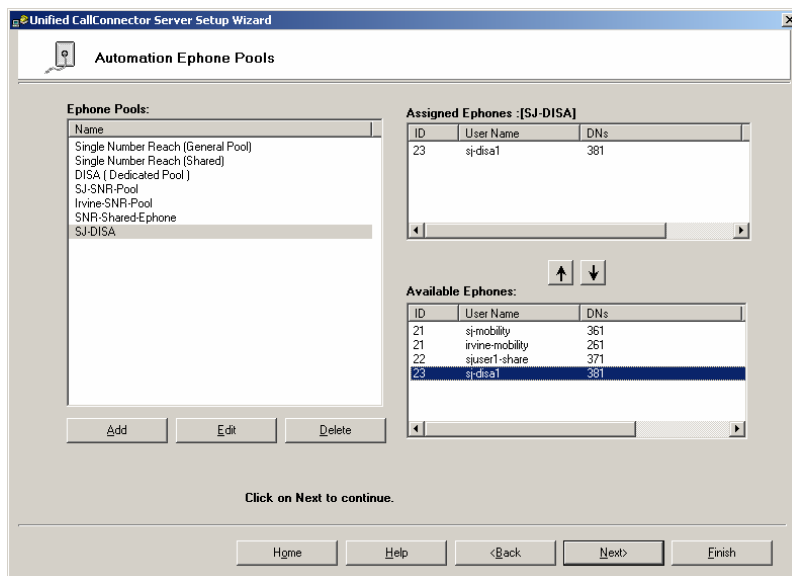 Unified CallConnector Server Setup Wizard
Automation Ephone Pools
Ephone Pools:
Name
Single Number Reach (General Pool)
Single Number Reach (Shared)
DISA ( Dedicated Pool )
SJ-SNR-Pool
Irvine-SNR-Pool
SNR-Shared-Ephone
SJ-DISA
Add Edit Delete
Assigned Ephones :[SJ-DISA]
ID User Name DNs
23 sj-disa1 381
Available Ephones:
ID User Name DNs
21 sj-mobility 361
21 irvine-mobility 261
22 sjuser1-share 371
23 sj-disa1 381
Click on Next to continue.
Home Help <Back Next> Finish